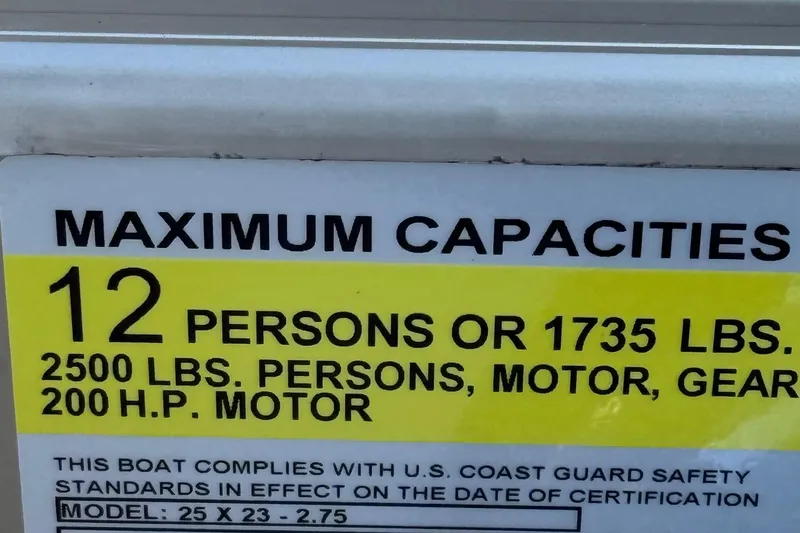 MAXIMUM CAPACITIES
12 PERSONS OR 1735 LBS.
2500 LBS. PERSONS, MOTOR, GEAR
200 H.P. MOTOR
THIS BOAT COMPLIES WITH U.S. COAST GUARD SAFETY
STANDARDS IN EFFECT ON THE DATE OF CERTIFICATION
MODEL: 25 X 23 - 2.75